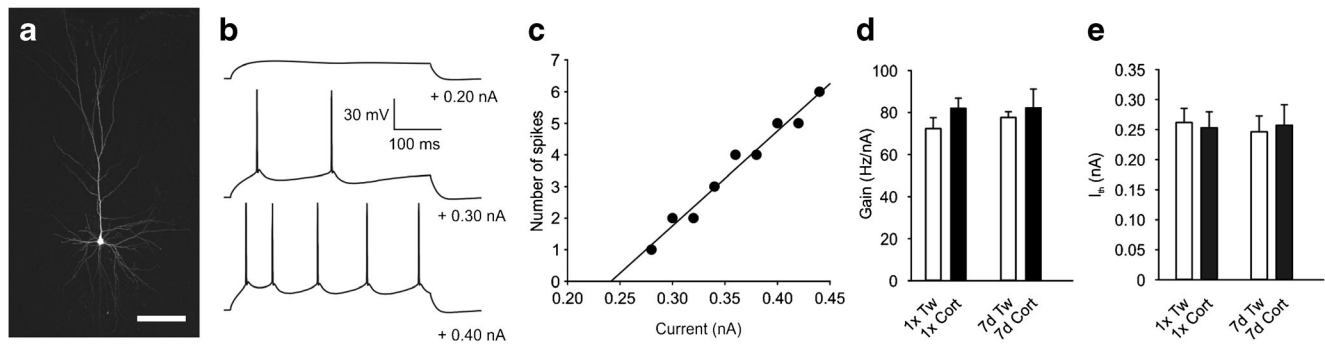 a
b
+ 0.20 nA
30 mV
100 ms
+ 0.30 nA
+ 0.40 nA
c
Number of spikes
7
6
5
4
3
2
1
0
0.20 0.25 0.30 0.35 0.40 0.45
Current (nA)
d
Gain (Hz/nA)
100
80
60
40
20
0
1x Tw
1x Cort
7d Tw
7d Cort
e
I th (nA)
0.35
0.30
0.25
0.20
0.15
0.10
0.05
0
1x Tw
1x Cort
7d Tw
7d Cort